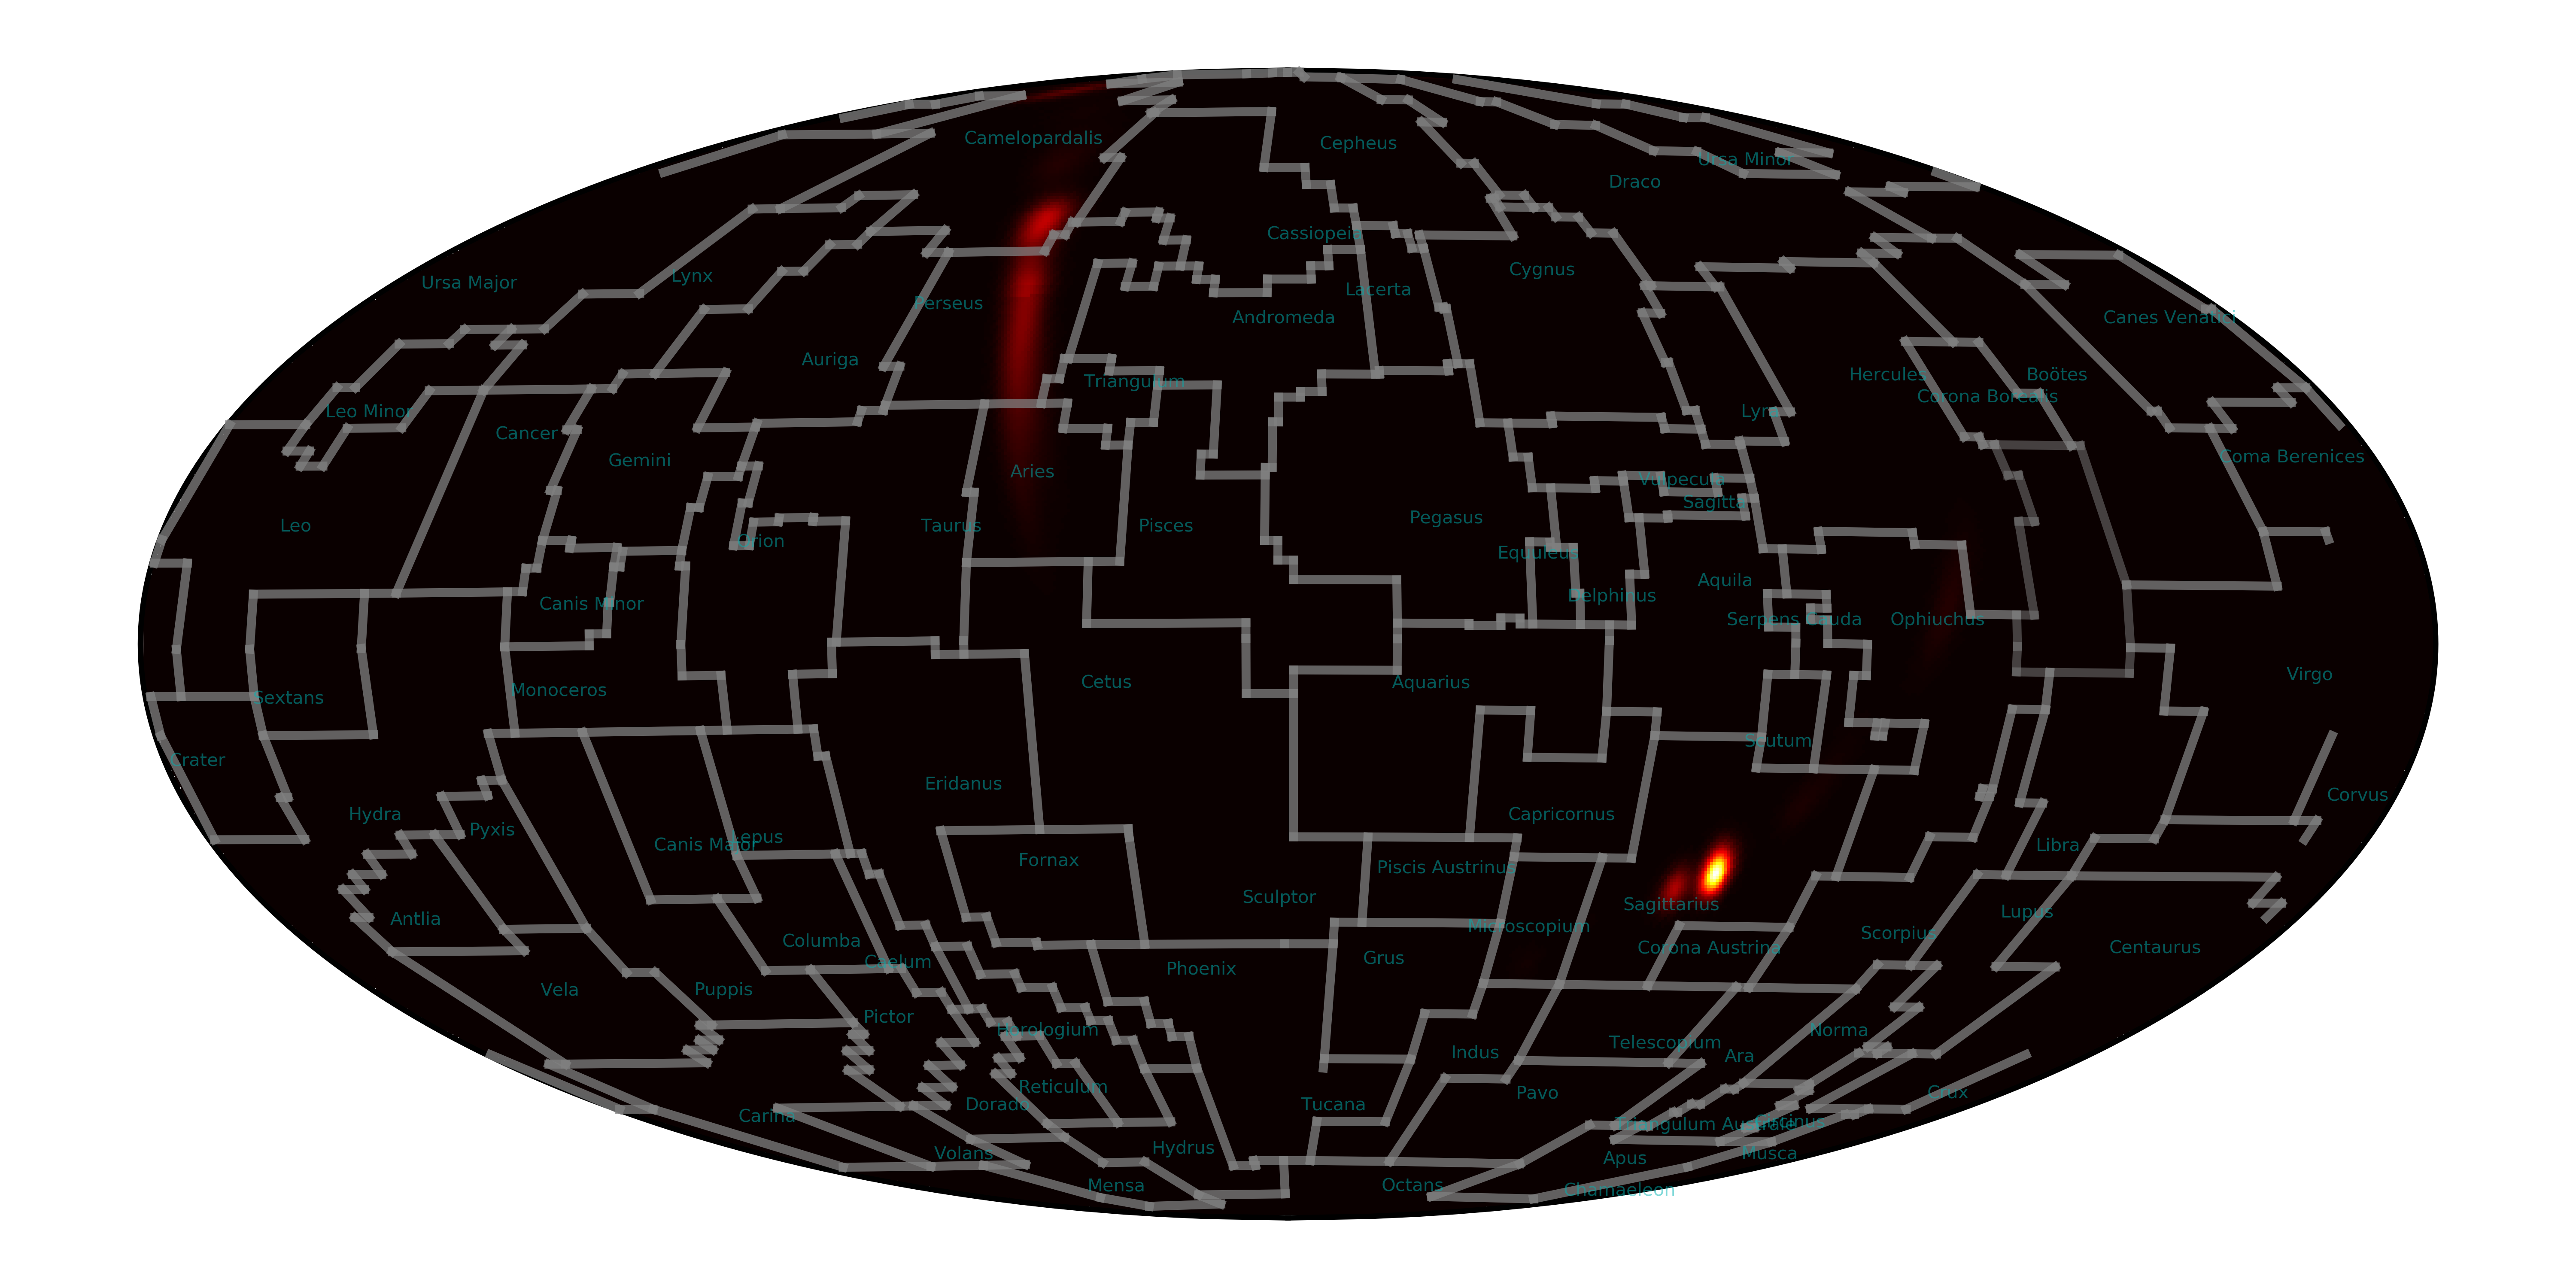 Camelopardalis
Cepheus
Ursa Minor
Draco
Cassiopeia
Cygnus
Lynx
Ursa Major
Lacerta
Perseus
Andromeda
Canes Venatici
Auriga
Hercules
Boötes
Triangulum
Corona Borealis
Leo Minor
Lyra
Cancer
Coma Berenices
Gemini
Aries
Vulpecula
Sagitta
Pegasus
Leo
Taurus
Pisces
Orion
Equuleus
Aquila
Delphinus
Canis Minor
Serpens Cauda
Ophiuchus
Virgo
Cetus
Aquarius
Monoceros
Sextans
Scutum
Crater
Eridanus
Corvus
Hydra
Capricornus
Pyxis
Lepus
Canis Major
Libra
Fornax
Piscis Austrinus
Sculptor
Sagittarius
Lupus
Antlia
Microscopium
Scorpius
Columba
Corona Austrina
Centaurus
Grus
Caelum
Phoenix
Vela
Puppis
Pictor
Horologium
Norma
Telescopium
Indus
Ara
Reticulum
Pavo
Crux
Dorado
Tucana
Carina
Triangulum Australe
Circinus
Hydrus
Volans
Musca
Apus
Mensa
Octans
Chamaeleon